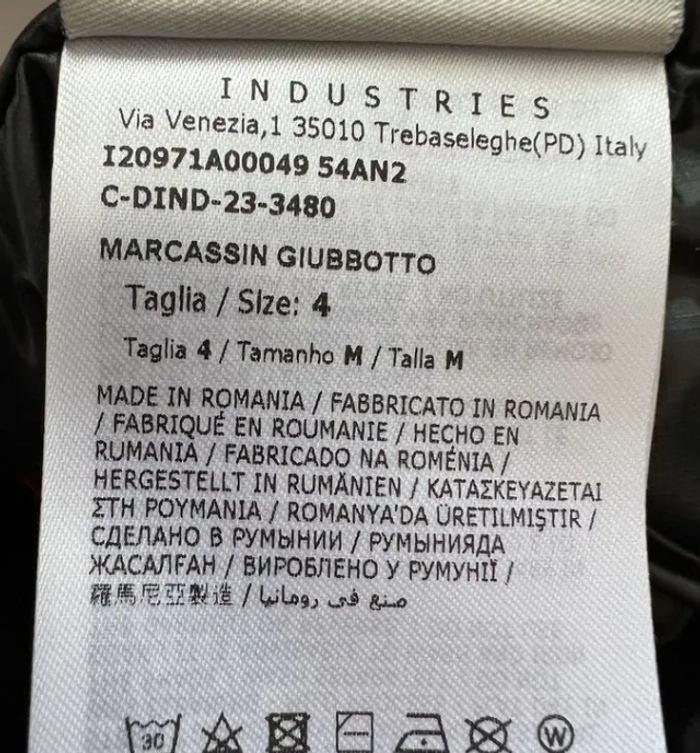 INDUSTRIES
Via Venezia,1 35010 Trebaseleghe(PD) Italy
I20971A00049 54AN2
C-DIND-23-3480
MARCASSIN GIUBBOTTO
Taglia / SIze: 4
Taglia 4 / Tamanho M / Talla M
MADE IN ROMANIA / FABBRICATO IN ROMANIA
/ FABRIQUÉ EN ROUMANIE / HECHO EN
RUMANIA / FABRICADO NA ROMÉNIA /
HERGESTELLT IN RUMÄNIEN / ΚΑΤΑΣΚΕΥΑΖΕΤΑΙ
ΣΤΗ ΡΟΥΜΑΝΙΑ / ROMANYA'DA ÜRETILMIŞTIR /
СДЕЛАНО В РУМЫНИИ / РУМЫНИЯДА
ЖАСАЛҒАН / ВИРОБЛЕНО У РУМУНІЇ /
羅馬尼亞製造 / صنع في رومانيا
30 W